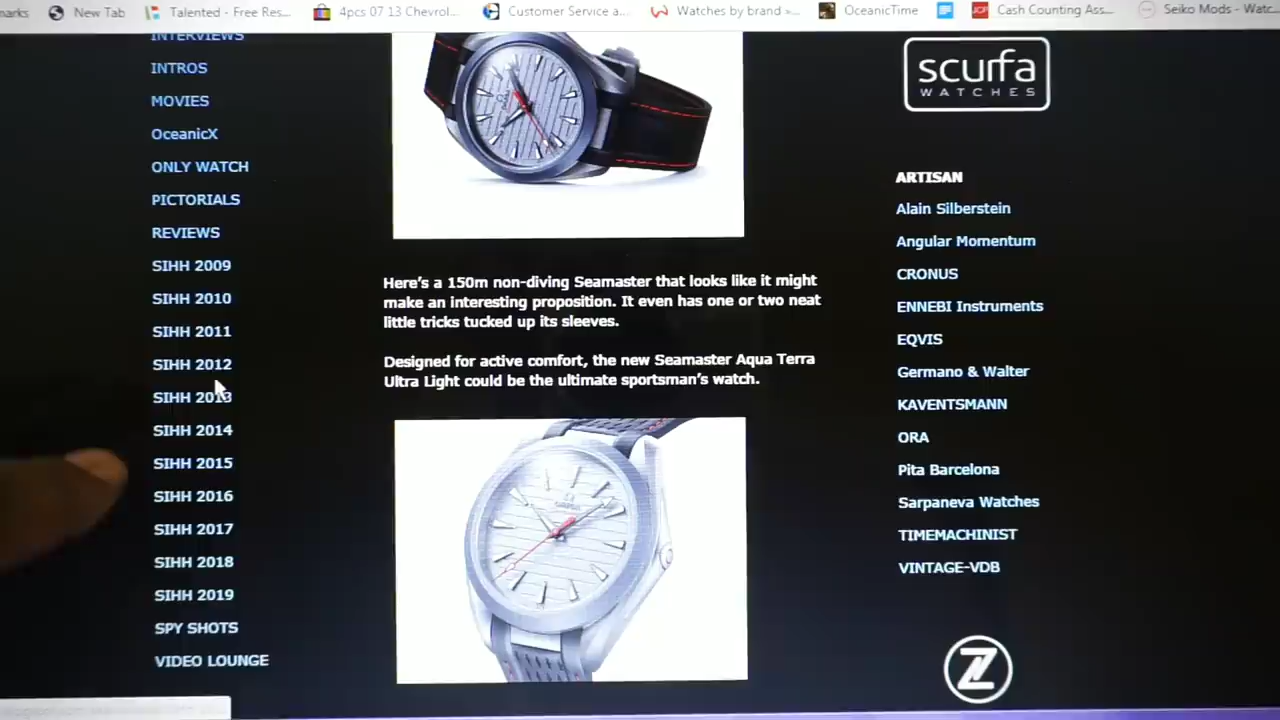 marks
New Tab
Talented - Free Res...
4pcs 07 13 Chevrol...
Customer Service a...
Watches by brand »...
OceanicTime
JCP
Cash Counting Ass...
Seiko Mods - Watc...
INTERVIEWS
INTROS
MOVIES
OceanicX
ONLY WATCH
PICTORIALS
REVIEWS
SIHH 2009
SIHH 2010
SIHH 2011
SIHH 2012
SIHH 2013
SIHH 2014
SIHH 2015
SIHH 2016
SIHH 2017
SIHH 2018
SIHH 2019
SPY SHOTS
VIDEO LOUNGE
Here's a 150m non-diving Seamaster that looks like it might
make an interesting proposition. It even has one or two neat
little tricks tucked up its sleeves.
Designed for active comfort, the new Seamaster Aqua Terra
Ultra Light could be the ultimate sportsman's watch.
scurfa
WATCHES
ARTISAN
Alain Silberstein
Angular Momentum
CRONUS
ENNEBI Instruments
EQVIS
Germano & Walter
KAVENTSMANN
ORA
Pita Barcelona
Sarpaneva Watches
TIMEMACHINIST
VINTAGE-VDB
Z